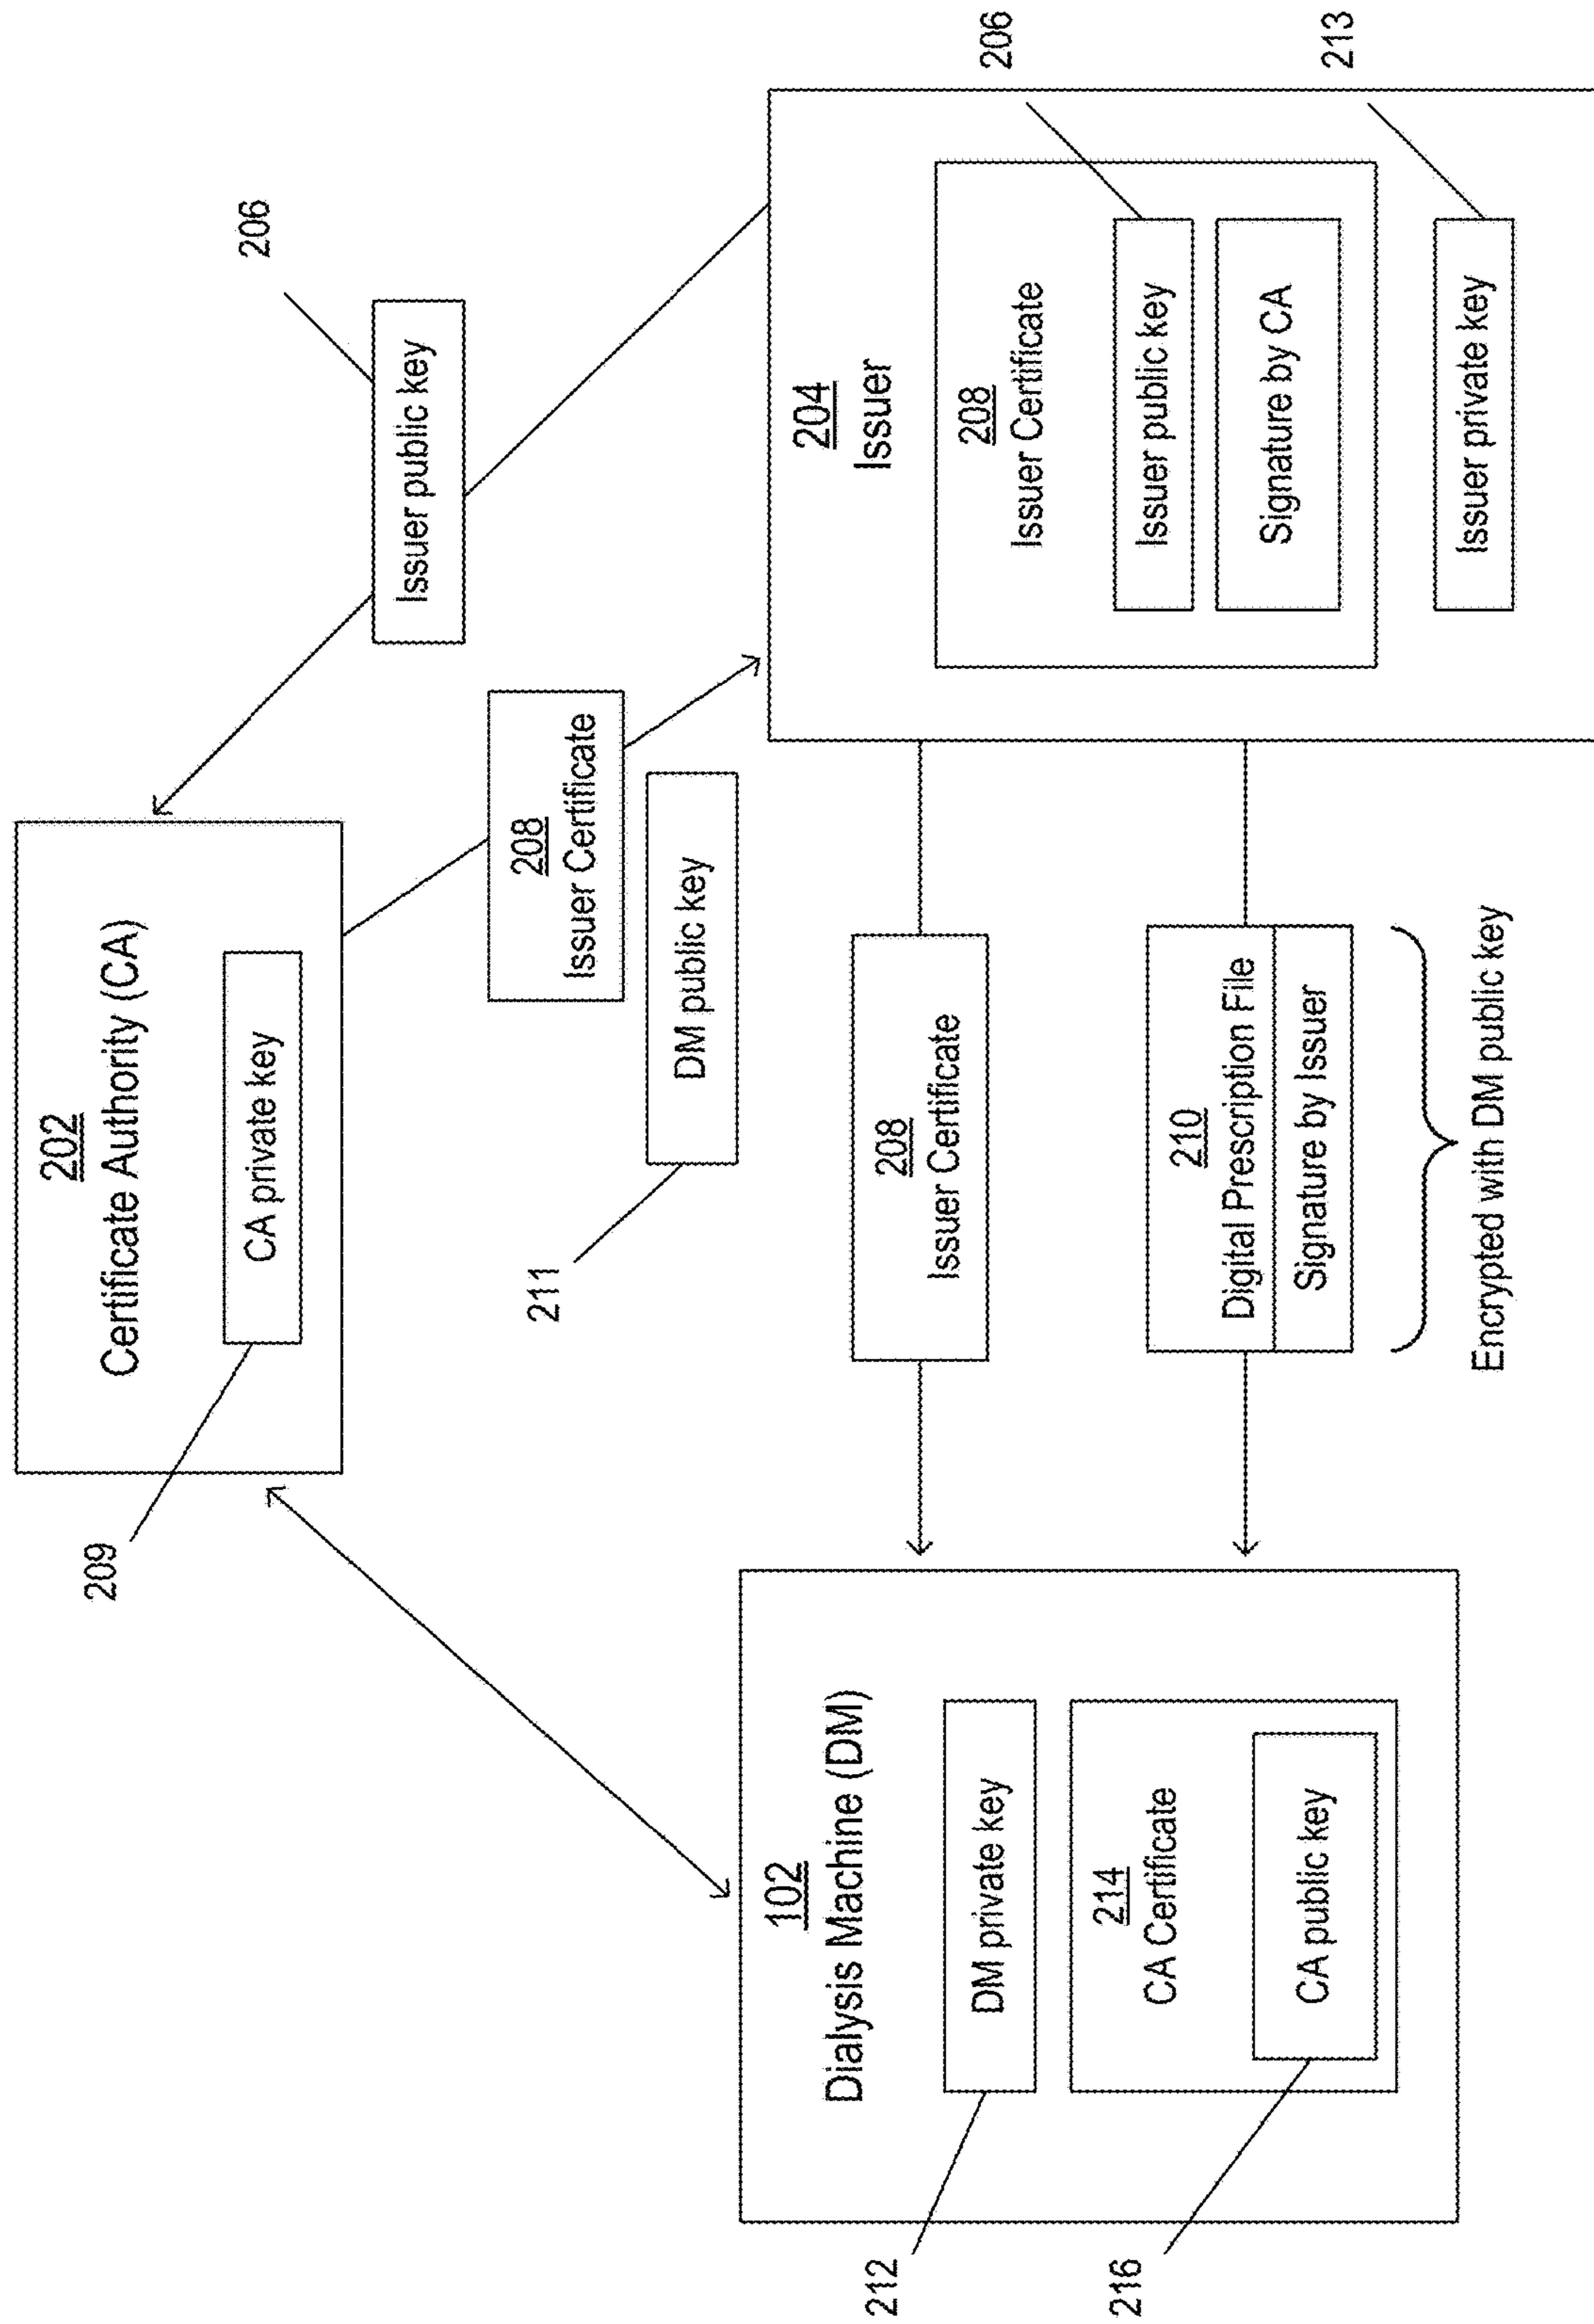 202
Certificate Authority (CA)
CA private key
209
206
Issuer public key
208
Issuer Certificate
DM public key
211
102
Dialysis Machine (DM)
DM private key
212
214
CA Certificate
CA public key
216
208
Issuer Certificate
210
Digital Prescription File
Signature by Issuer
Encrypted with DM public key
204
Issuer
208
Issuer Certificate
206
Issuer public key
Signature by CA
213
Issuer private key